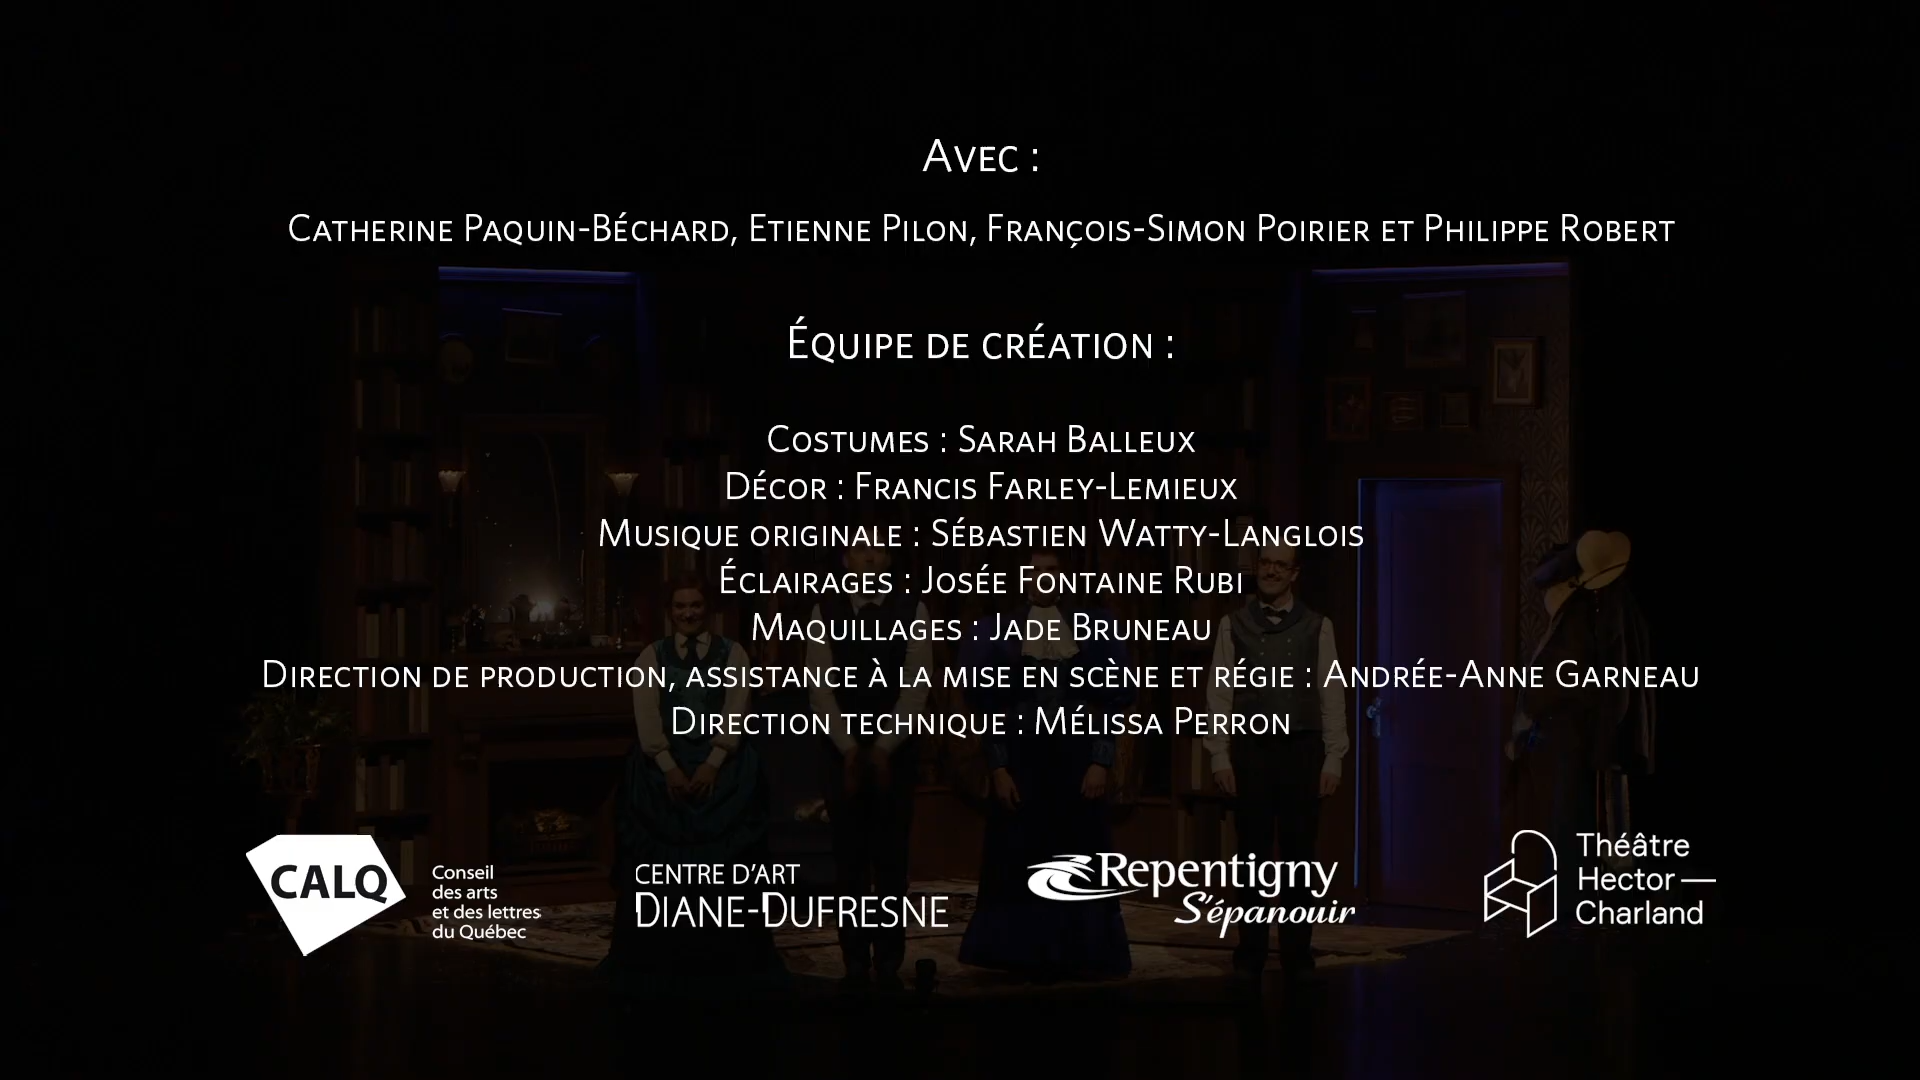 Avec :
Catherine Paquin-Béchard, Etienne Pilon, François-Simon Poirier et Philippe Robert
Équipe de création :
Costumes : Sarah Balleux
Décor : Francis Farley-Lemieux
Musique originale : Sébastien Watty-Langlois
Éclairages : Josée Fontaine Rubi
Maquillages : Jade Bruneau
Direction de production, assistance à la mise en scène et régie : Andrée-Anne Garneau
Direction technique : Mélissa Perron
CALQ
Conseil
des arts
et des lettres
du Québec
CENTRE D'ART
DIANE-DUFRESNE
Repentigny
S'épanouir
Théâtre
Hector —
Charland